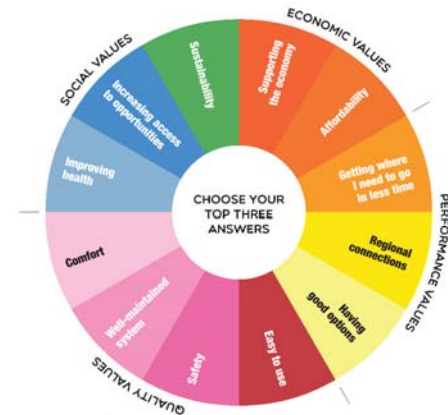 ECONOMIC VALUES
Supporting
the economy
Affordability
Getting where
I need to go
in less time
PERFORMANCE VALUES
Regional
connections
Having
good options
Easy to use
QUALITY VALUES
Safety
Well-maintained
system
Comfort
SOCIAL VALUES
Improving
health
Increasing access
to opportunities
Sustainability
CHOOSE YOUR
TOP THREE
ANSWERS